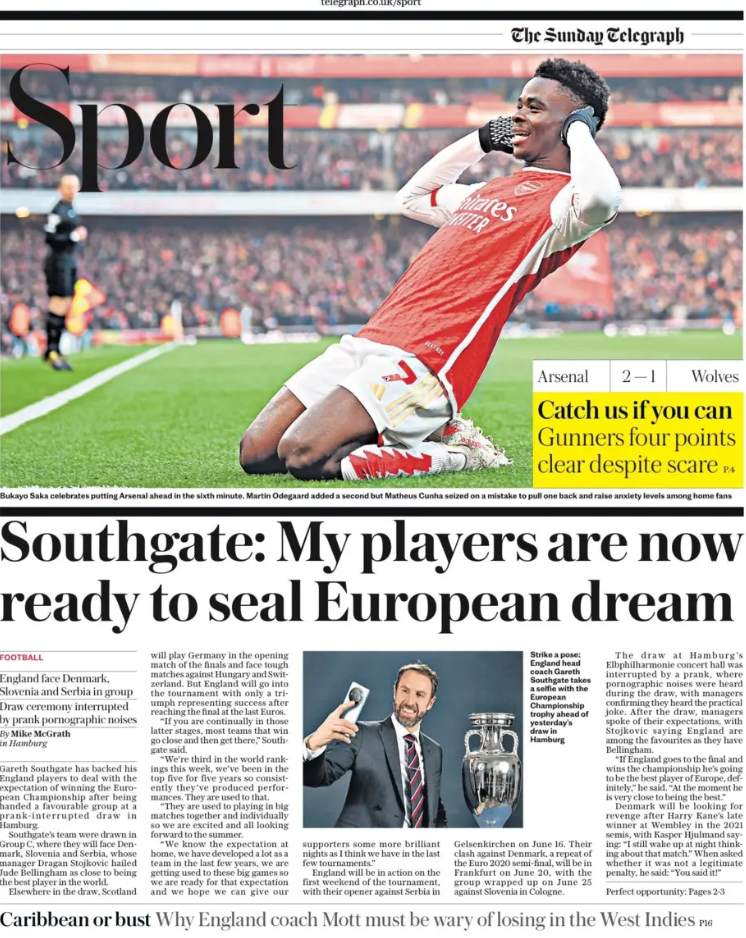 telegraph.co.uk/sport
The Sunday Telegraph
Sport
Emirates
BETTER
7
Arsenal 2 – 1 Wolves
Catch us if you can
Gunners four points
clear despite scare P.4
Bukayo Saka celebrates putting Arsenal ahead in the sixth minute. Martin Odegaard added a second but Matheus Cunha seized on a mistake to pull one back and raise anxiety levels among home fans
Southgate: My players are now
ready to seal European dream
FOOTBALL
England face Denmark,
Slovenia and Serbia in group
Draw ceremony interrupted
by prank pornographic noises
By Mike McGrath
in Hamburg
Gareth Southgate has backed his
England players to deal with the
expectation of winning the Euro-
pean Championship after being
handed a favourable group at a
prank-interrupted draw in
Hamburg.
Southgate's team were drawn in
Group C, where they will face Den-
mark, Slovenia and Serbia, whose
manager Dragan Stojkovic hailed
Jude Bellingham as close to being
the best player in the world.
Elsewhere in the draw, Scotland
will play Germany in the opening
match of the finals and face tough
matches against Hungary and Swit-
zerland. But England will go into
the tournament with only a tri-
umph representing success after
reaching the final at the last Euros.
"If you are continually in those
latter stages, most teams that win
go close and then get there," South-
gate said.
"We're third in the world rank-
ings this week, we've been in the
top five for five years so consist-
ently they've produced perfor-
mances. They are used to that.
"They are used to playing in big
matches together and individually
so we are excited and all looking
forward to the summer.
"We know the expectation at
home, we have developed a lot as a
team in the last few years, we are
getting used to these big games so
we are ready for that expectation
and we hope we can give our
Strike a pose:
England head
coach Gareth
Southgate takes
a selfie with the
European
Championship
trophy ahead of
yesterday's
draw in
Hamburg
supporters some more brilliant
nights as I think we have in the last
few tournaments."
England will be in action on the
first weekend of the tournament,
with their opener against Serbia in
Gelsenkirchen on June 16. Their
clash against Denmark, a repeat of
the Euro 2020 semi-final, will be in
Frankfurt on June 20, with the
group wrapped up on June 25
against Slovenia in Cologne.
The draw at Hamburg's
Elbphilharmonie concert hall was
interrupted by a prank, where
pornographic noises were heard
during the draw, with managers
confirming they heard the practical
joke. After the draw, managers
spoke of their expectations, with
Stojkovic saying England are
among the favourites as they have
Bellingham.
"If England goes to the final and
wins the championship he's going
to be the best player of Europe, def-
initely," he said. "At the moment he
is very close to being the best."
Denmark will be looking for
revenge after Harry Kane's late
winner at Wembley in the 2021
semis, with Kasper Hjulmand say-
ing: "I still wake up at night think-
ing about that match." When asked
whether it was not a legitimate
penalty, he said: "You said it!"
Perfect opportunity: Pages 2-3
Caribbean or bust Why England coach Mott must be wary of losing in the West Indies P16